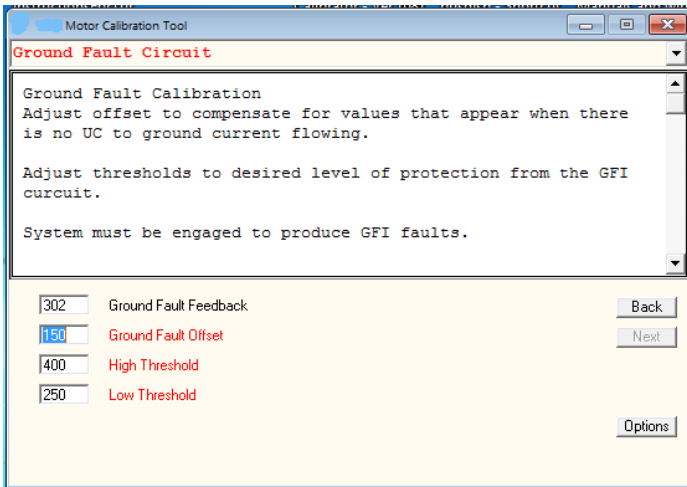 Motor Calibration Tool
Ground Fault Circuit
Ground Fault Calibration
Adjust offset to compensate for values that appear when there
is no UC to ground current flowing.
Adjust thresholds to desired level of protection from the GFI
curcuit.
System must be engaged to produce GFI faults.
302 Ground Fault Feedback
Back
150 Ground Fault Offset
Next
400 High Threshold
250 Low Threshold
Options